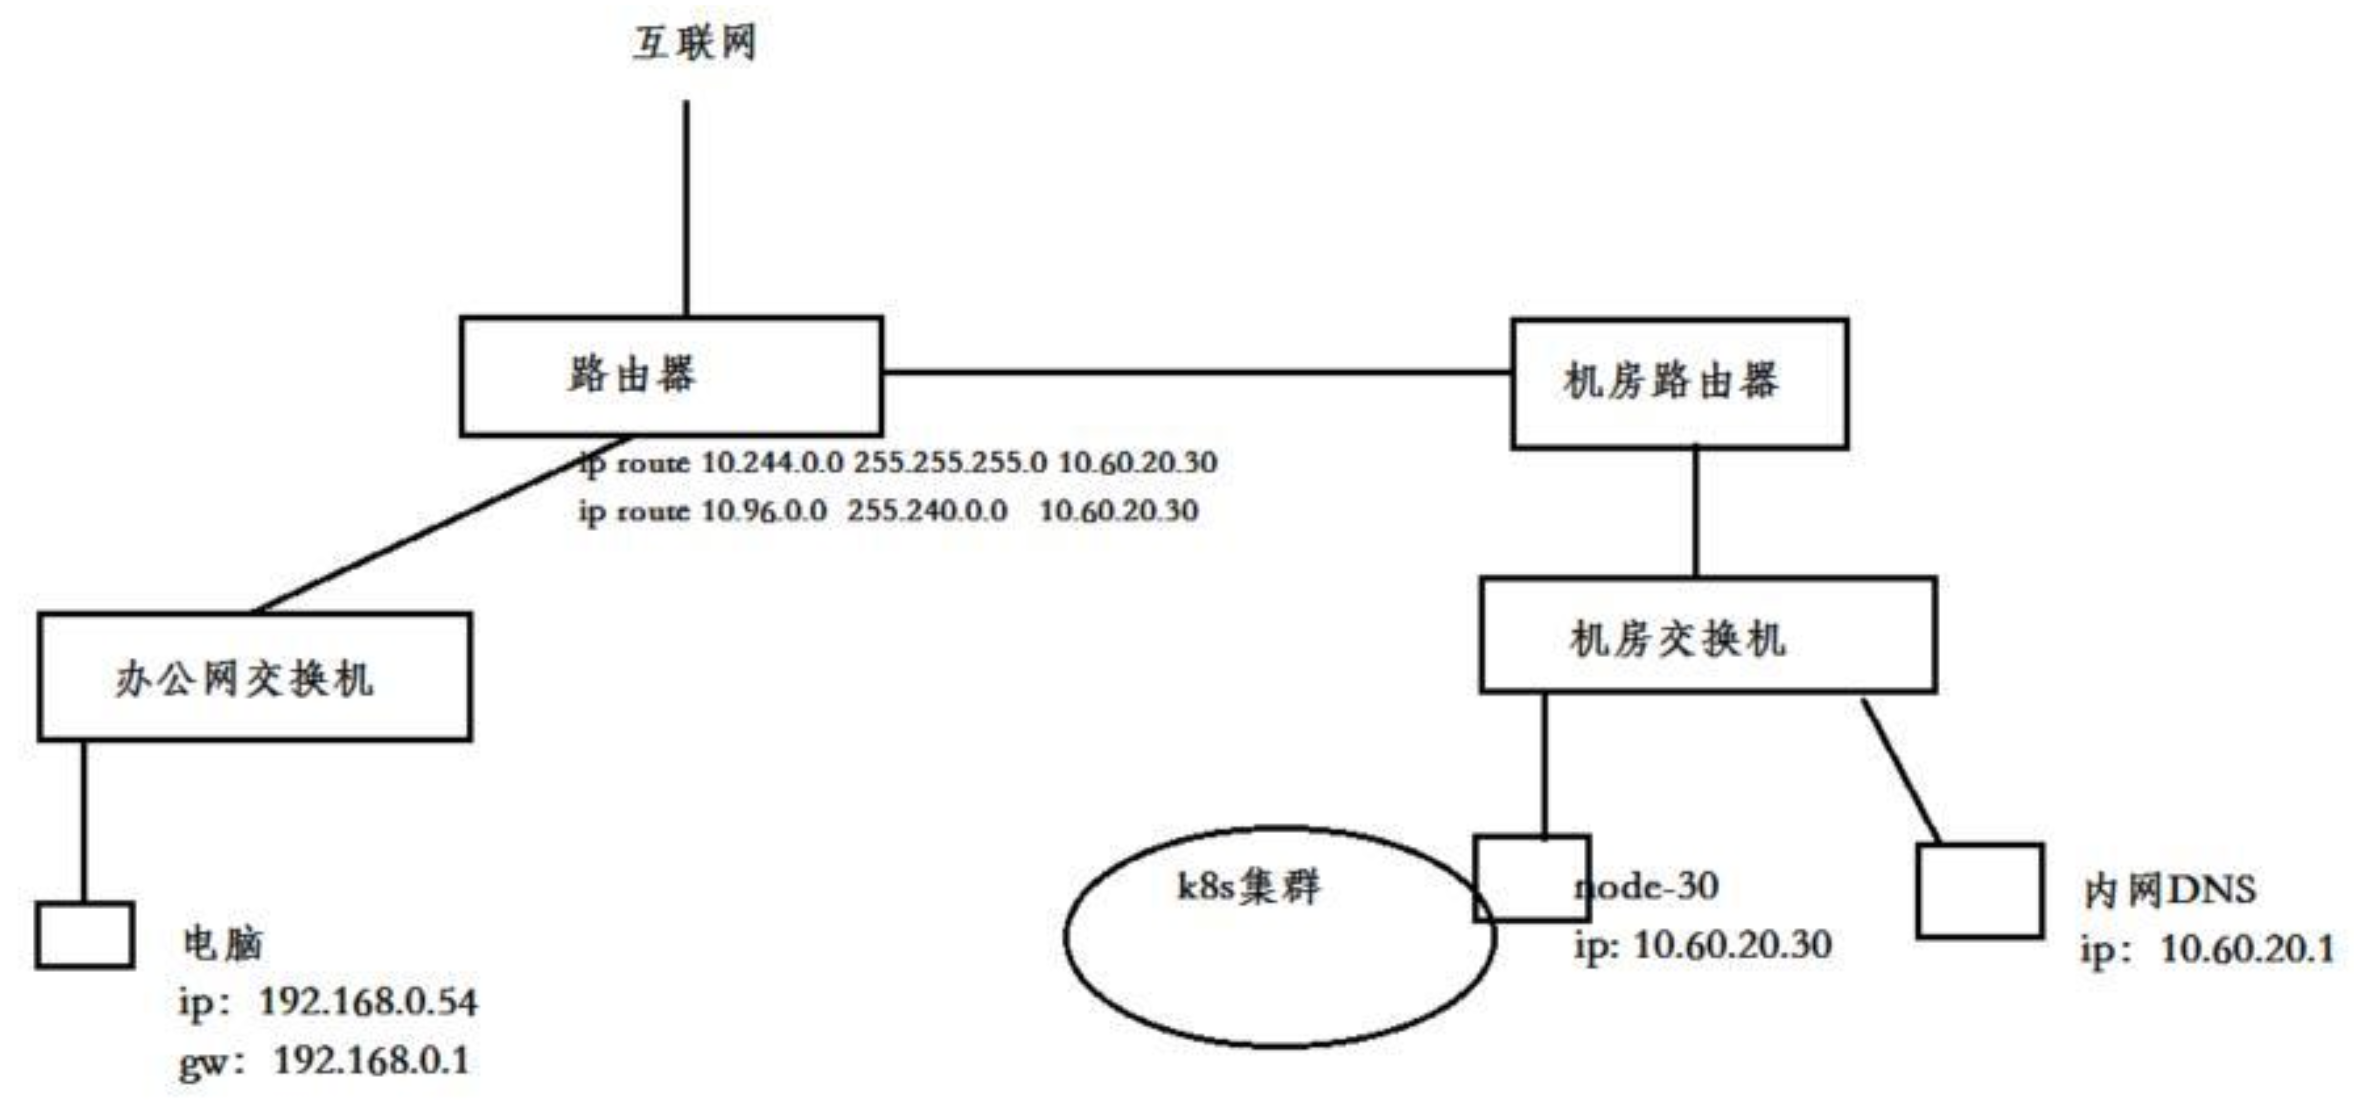 互联网
路由器
机房路由器
ip route 10.244.0.0 255.255.255.0 10.60.20.30
ip route 10.96.0.0 255.240.0.0 10.60.20.30
机房交换机
办公网交换机
k8s集群
node-30
ip: 10.60.20.30
内网DNS
ip：10.60.20.1
电脑
ip：192.168.0.54
gw：192.168.0.1